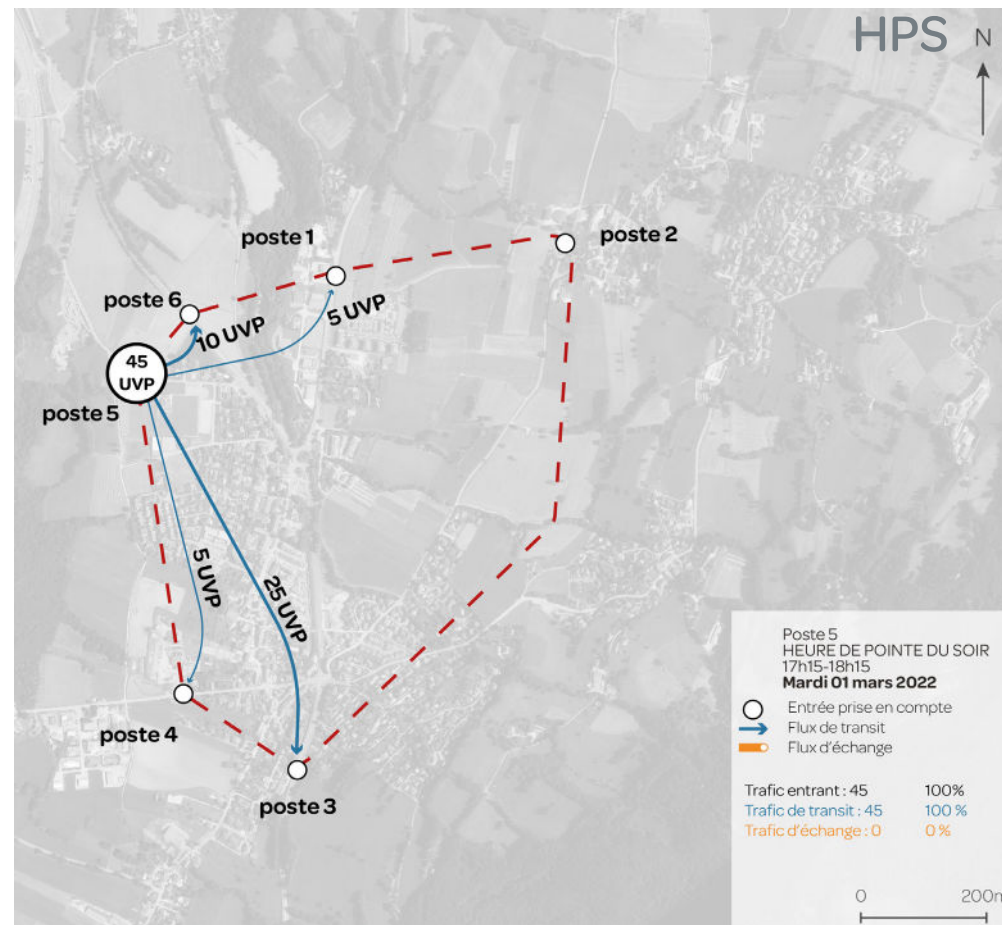 HPS
N
poste 1
poste 2
poste 6
10 UVP
5 UVP
45
UVP
poste 5
5 UVP
25 UVP
poste 4
poste 3
Poste 5
HEURE DE POINTE DU SOIR
17h15-18h15
Mardi 01 mars 2022
Entrée prise en compte
Flux de transit
Flux d'échange
Trafic entrant : 45 100%
Trafic de transit : 45 100 %
Trafic d'échange : 0 0 %
0 200m